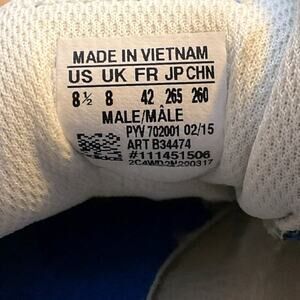 MADE IN VIETNAM
US UK FR JP CHN
8½ 8 42 265 260
MALE/MÂLE
PYV 702001 02/15
ART B34474
#111451506
2C4WD2M290317